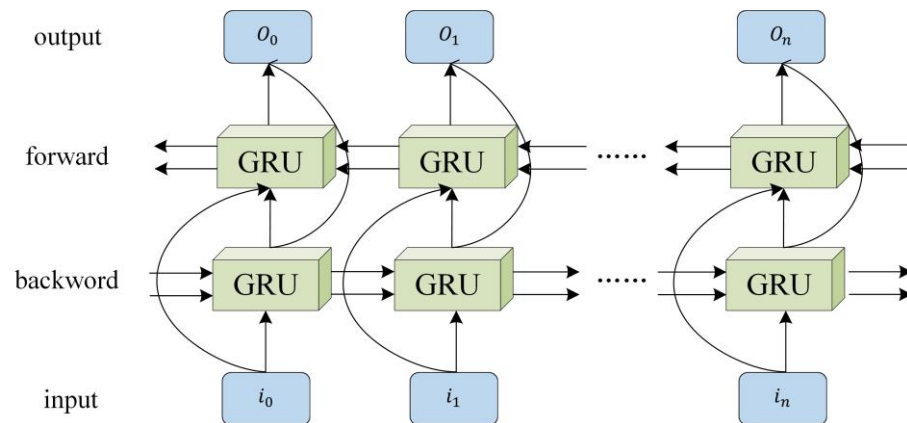 output O₀ O₁ Oₙ
forward GRU GRU ...... GRU
backword GRU GRU ...... GRU
input i₀ i₁ iₙ